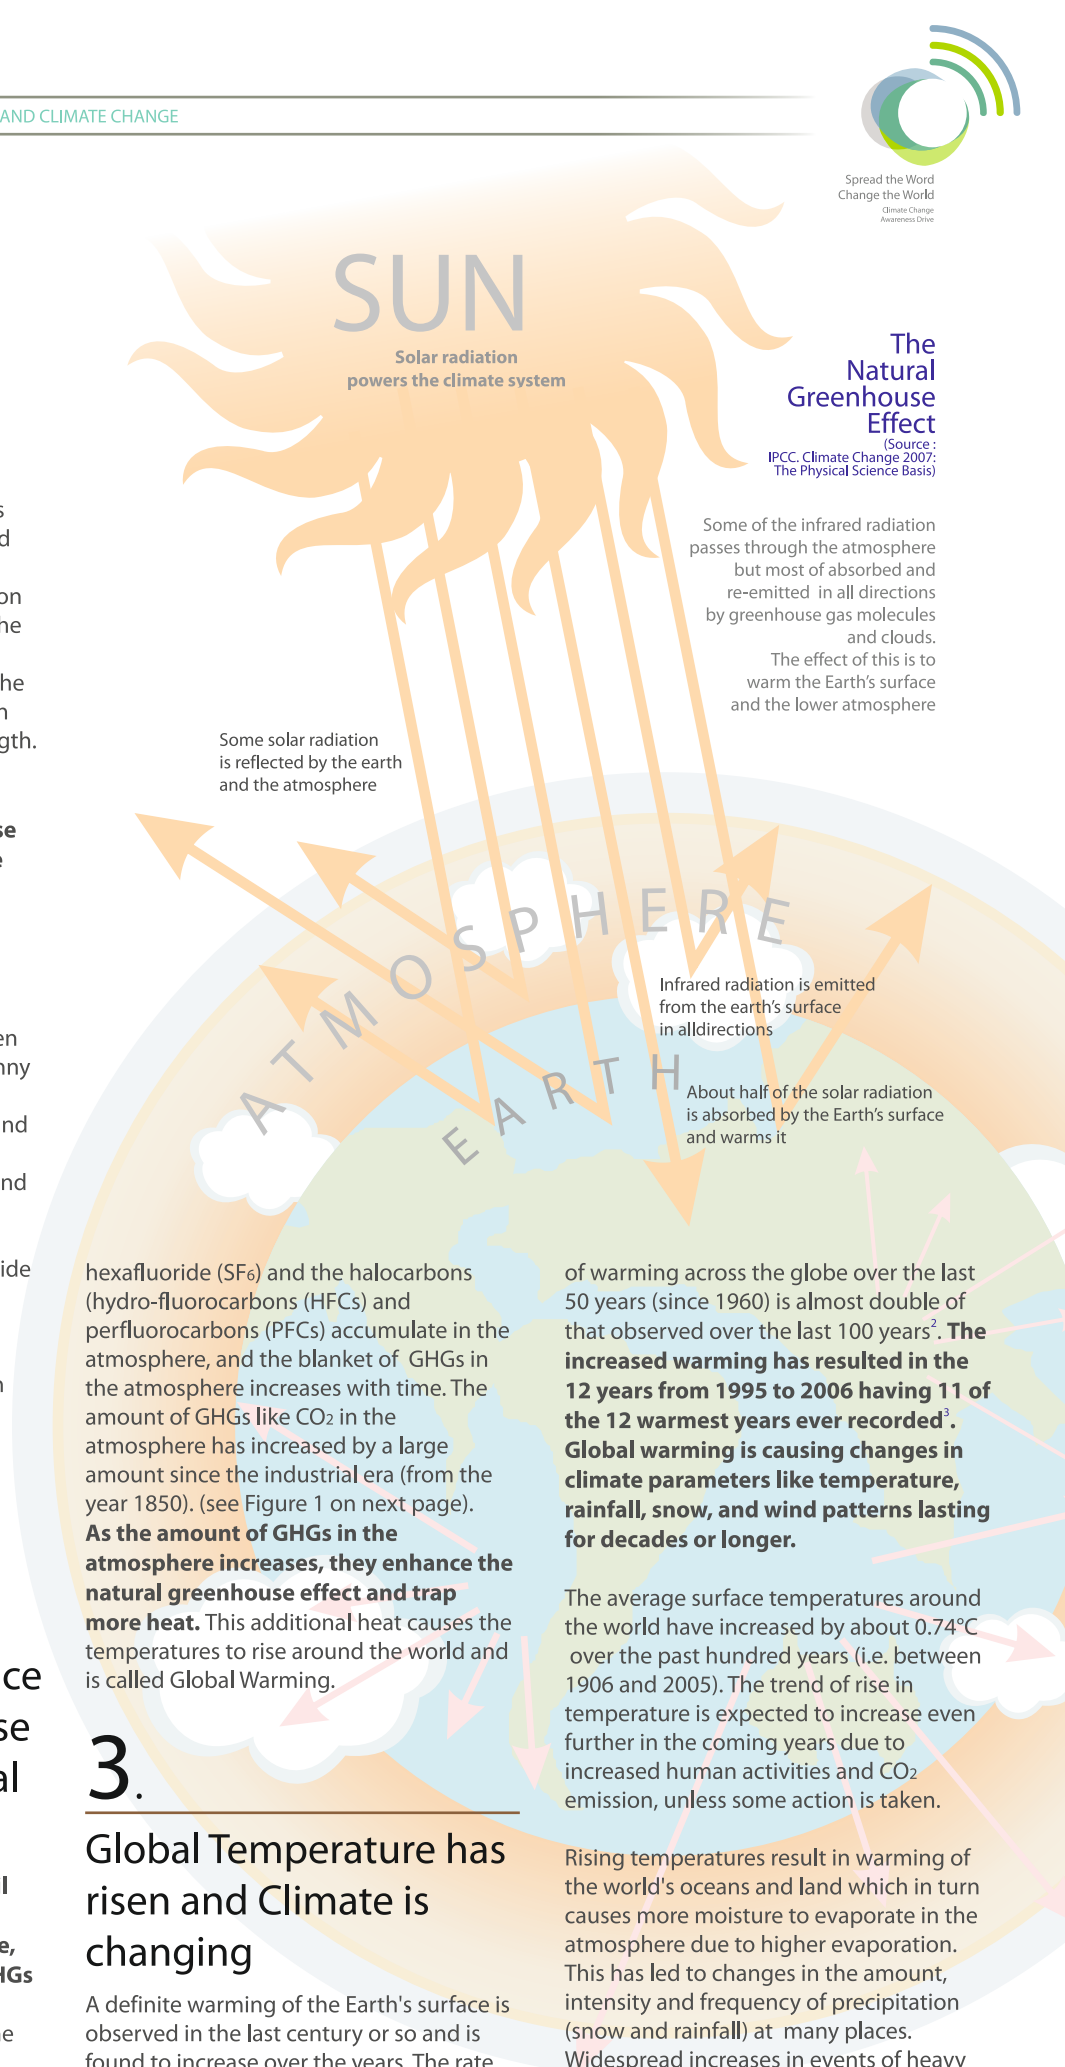 AND CLIMATE CHANGE
Spread the Word
Change the World
Climate Change
Awareness Drive
SUN
Solar radiation
powers the climate system
The
Natural
Greenhouse
Effect
(Source :
IPCC. Climate Change 2007:
The Physical Science Basis)
Some of the infrared radiation
passes through the atmosphere
but most of absorbed and
re-emitted in all directions
by greenhouse gas molecules
and clouds.
The effect of this is to
warm the Earth's surface
and the lower atmosphere
Some solar radiation
is reflected by the earth
and the atmosphere
ATMOSPHERE
EARTH
Infrared radiation is emitted
from the earth's surface
in alldirections
About half of the solar radiation
is absorbed by the Earth's surface
and warms it
hexafluoride (SF6) and the halocarbons
(hydro-fluorocarbons (HFCs) and
perfluorocarbons (PFCs) accumulate in the
atmosphere, and the blanket of GHGs in
the atmosphere increases with time. The
amount of GHGs like CO2 in the
atmosphere has increased by a large
amount since the industrial era (from the
year 1850). (see Figure 1 on next page).
As the amount of GHGs in the
atmosphere increases, they enhance the
natural greenhouse effect and trap
more heat. This additional heat causes the
temperatures to rise around the world and
is called Global Warming.
3.
Global Temperature has
risen and Climate is
changing
A definite warming of the Earth's surface is
observed in the last century or so and is
found to increase over the years. The rate
of warming across the globe over the last
50 years (since 1960) is almost double of
that observed over the last 100 years2. The
increased warming has resulted in the
12 years from 1995 to 2006 having 11 of
the 12 warmest years ever recorded3.
Global warming is causing changes in
climate parameters like temperature,
rainfall, snow, and wind patterns lasting
for decades or longer.
The average surface temperatures around
the world have increased by about 0.74°C
over the past hundred years (i.e. between
1906 and 2005). The trend of rise in
temperature is expected to increase even
further in the coming years due to
increased human activities and CO2
emission, unless some action is taken.
Rising temperatures result in warming of
the world's oceans and land which in turn
causes more moisture to evaporate in the
atmosphere due to higher evaporation.
This has led to changes in the amount,
intensity and frequency of precipitation
(snow and rainfall) at many places.
Widespread increases in events of heavy